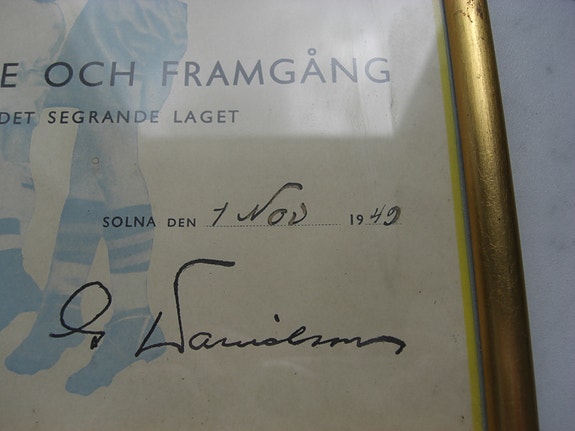 E OCH FRAMGÅNG
DET SEGRANDE LAGET
SOLNA DEN 1 Nov 1949